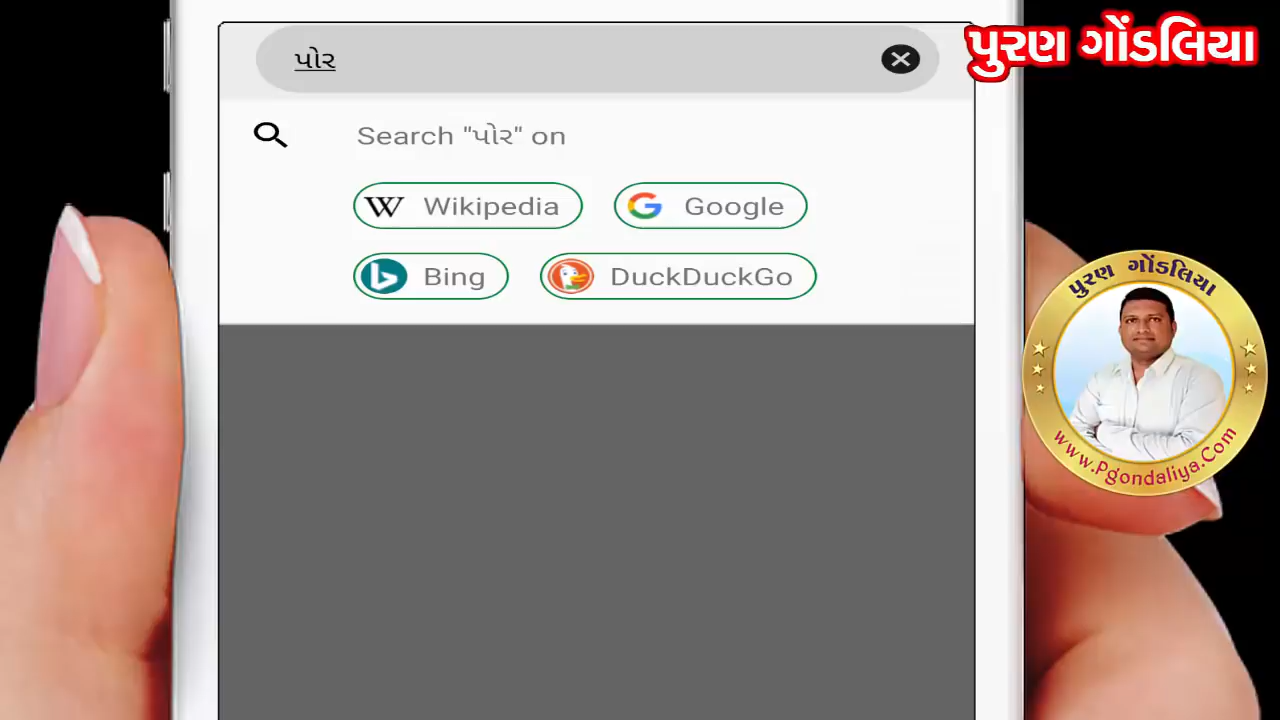 પોર
પુરણ ગોંડલિયા
Search "પોર" on
Wikipedia
Google
Bing
DuckDuckGo
પુરણ ગોંડલિયા
www.Pgondaliya.Com